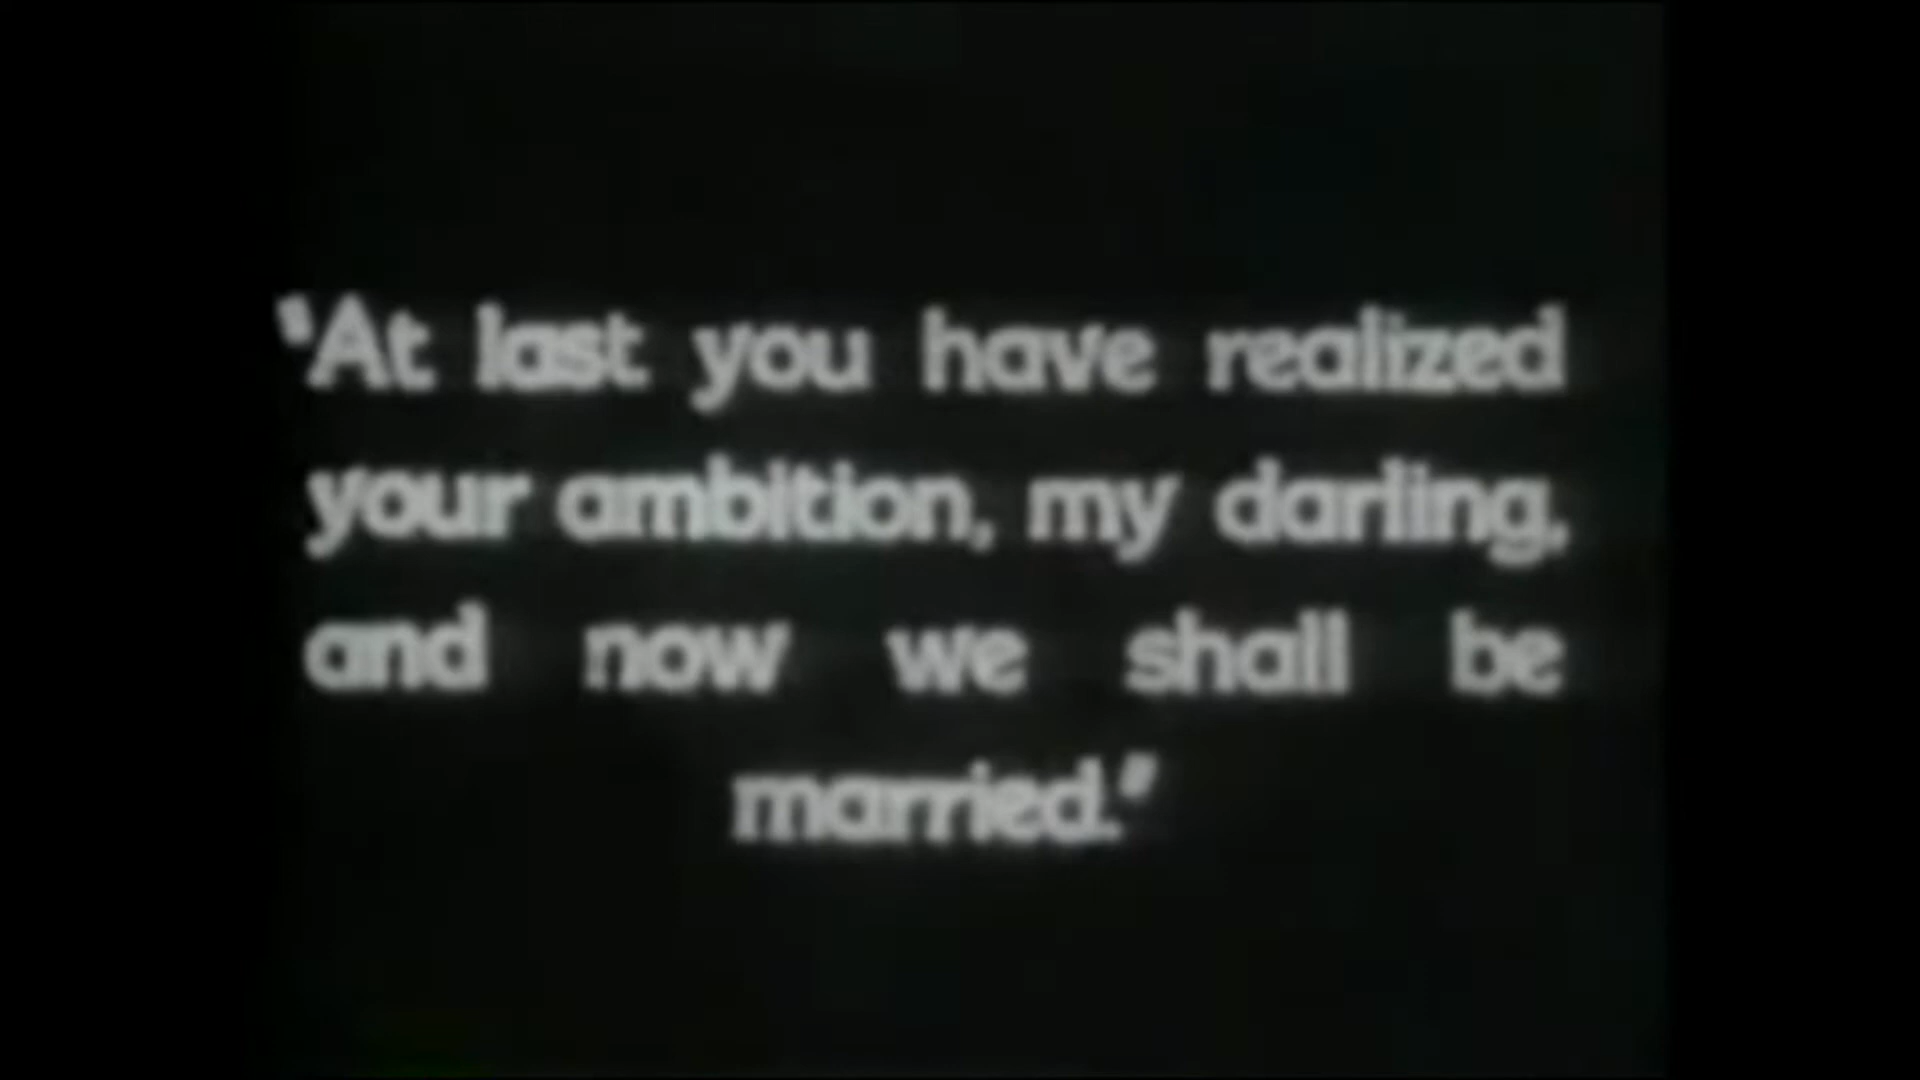 "At last you have realized
your ambition, my darling,
and now we shall be
married."